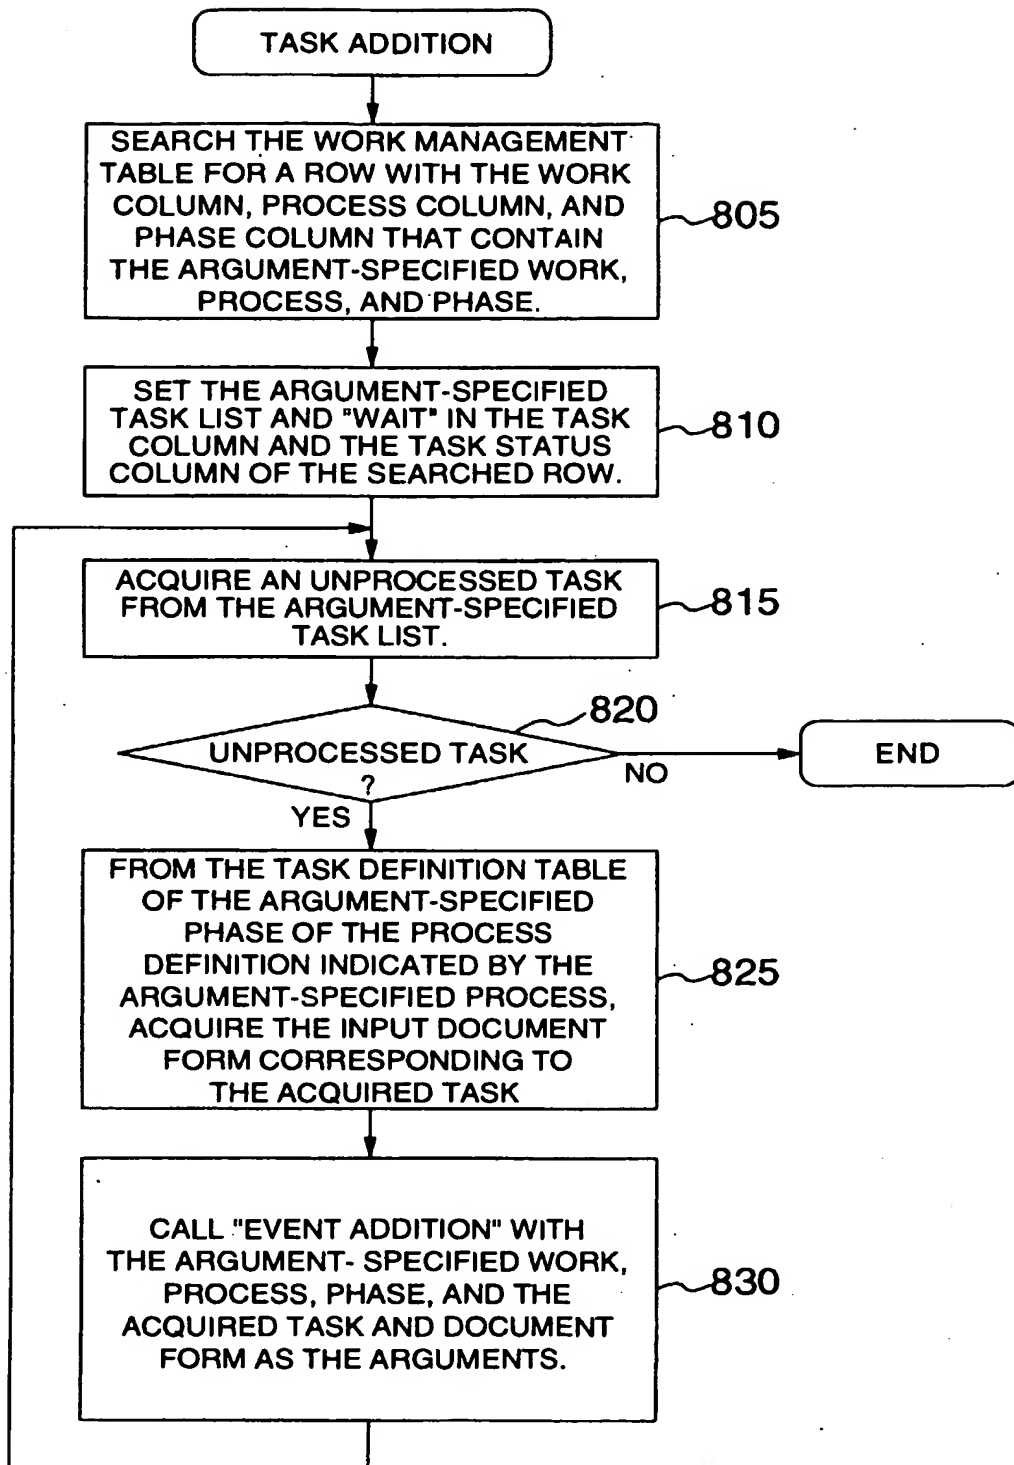 TASK ADDITION
SEARCH THE WORK MANAGEMENT
TABLE FOR A ROW WITH THE WORK
COLUMN, PROCESS COLUMN, AND
PHASE COLUMN THAT CONTAIN
THE ARGUMENT-SPECIFIED WORK,
PROCESS, AND PHASE.
805
SET THE ARGUMENT-SPECIFIED
TASK LIST AND "WAIT" IN THE TASK
COLUMN AND THE TASK STATUS
COLUMN OF THE SEARCHED ROW.
810
ACQUIRE AN UNPROCESSED TASK
FROM THE ARGUMENT-SPECIFIED
TASK LIST.
815
820
UNPROCESSED TASK
?
NO
END
YES
FROM THE TASK DEFINITION TABLE
OF THE ARGUMENT-SPECIFIED
PHASE OF THE PROCESS
DEFINITION INDICATED BY THE
ARGUMENT-SPECIFIED PROCESS,
ACQUIRE THE INPUT DOCUMENT
FORM CORRESPONDING TO
THE ACQUIRED TASK
825
CALL "EVENT ADDITION" WITH
THE ARGUMENT- SPECIFIED WORK,
PROCESS, PHASE, AND THE
ACQUIRED TASK AND DOCUMENT
FORM AS THE ARGUMENTS.
830